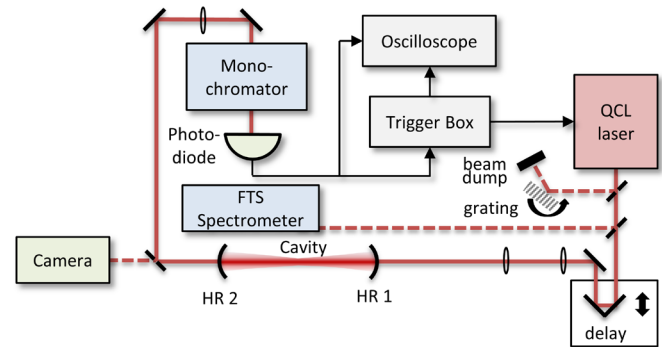 Oscilloscope
Mono-
chromator
QCL
laser
Trigger Box
Photo-
diode
beam
dump
FTS
Spectrometer
grating
Cavity
Camera
HR 2
HR 1
delay